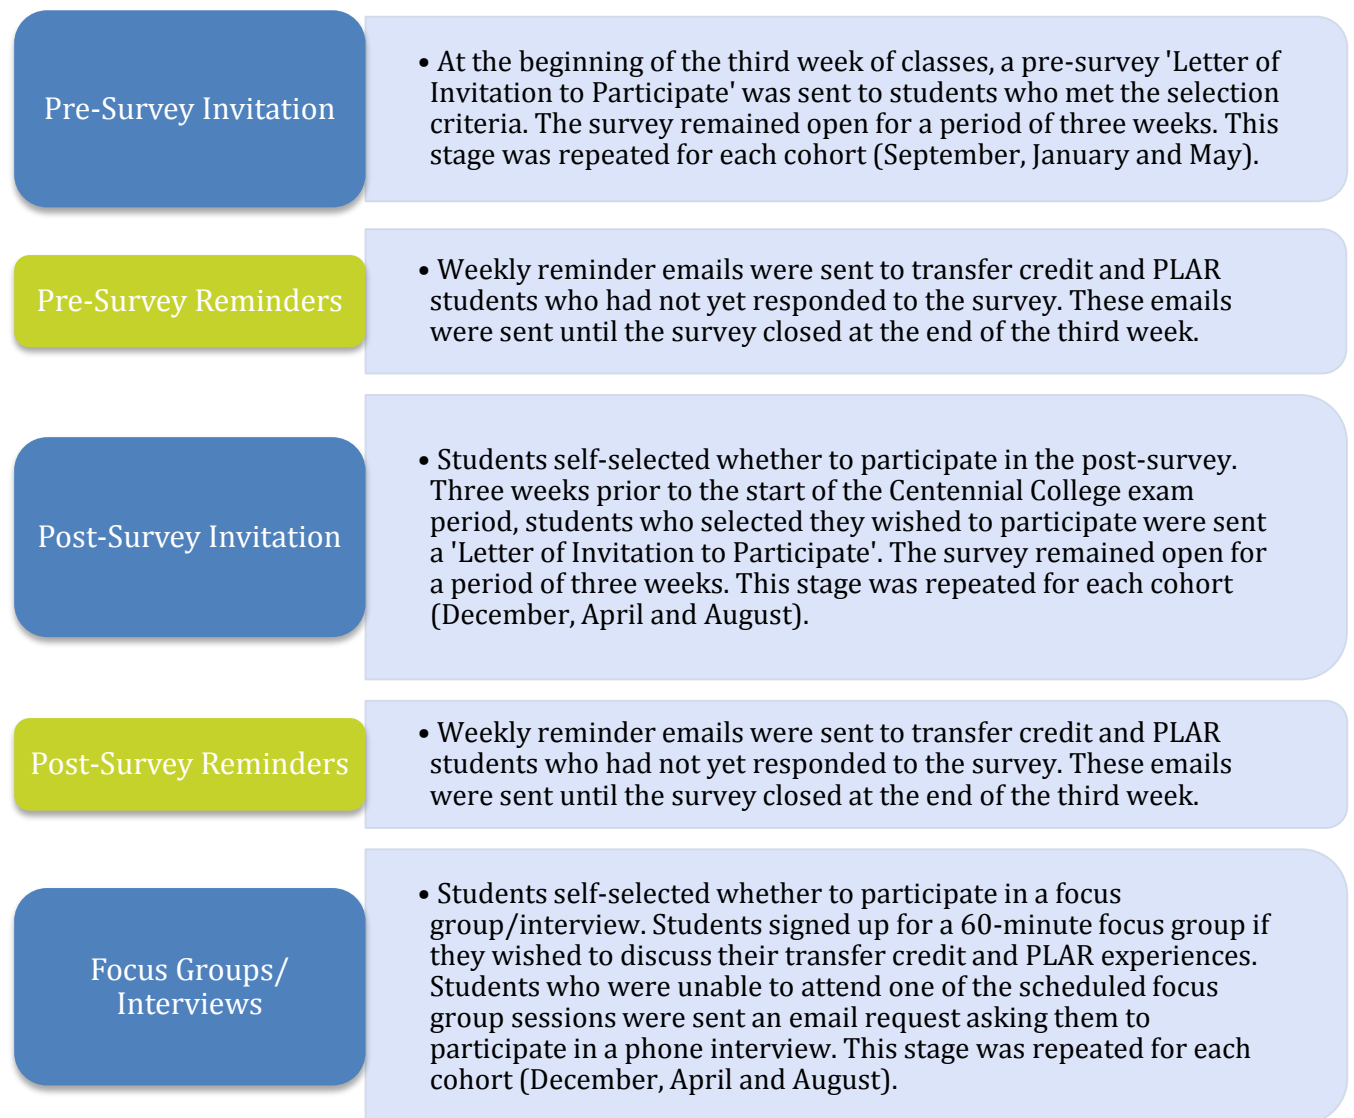 Pre-Survey Invitation
• At the beginning of the third week of classes, a pre-survey 'Letter of
Invitation to Participate' was sent to students who met the selection
criteria. The survey remained open for a period of three weeks. This
stage was repeated for each cohort (September, January and May).
Pre-Survey Reminders
• Weekly reminder emails were sent to transfer credit and PLAR
students who had not yet responded to the survey. These emails
were sent until the survey closed at the end of the third week.
Post-Survey Invitation
• Students self-selected whether to participate in the post-survey.
Three weeks prior to the start of the Centennial College exam
period, students who selected they wished to participate were sent
a 'Letter of Invitation to Participate'. The survey remained open for
a period of three weeks. This stage was repeated for each cohort
(December, April and August).
Post-Survey Reminders
• Weekly reminder emails were sent to transfer credit and PLAR
students who had not yet responded to the survey. These emails
were sent until the survey closed at the end of the third week.
Focus Groups/
Interviews
• Students self-selected whether to participate in a focus
group/interview. Students signed up for a 60-minute focus group if
they wished to discuss their transfer credit and PLAR experiences.
Students who were unable to attend one of the scheduled focus
group sessions were sent an email request asking them to
participate in a phone interview. This stage was repeated for each
cohort (December, April and August).